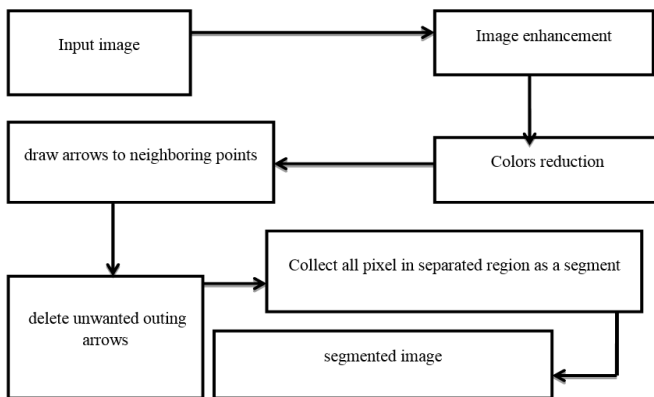 Input image
Image enhancement
draw arrows to neighboring points
Colors reduction
Collect all pixel in separated region as a segment
delete unwanted outing
arrows
segmented image